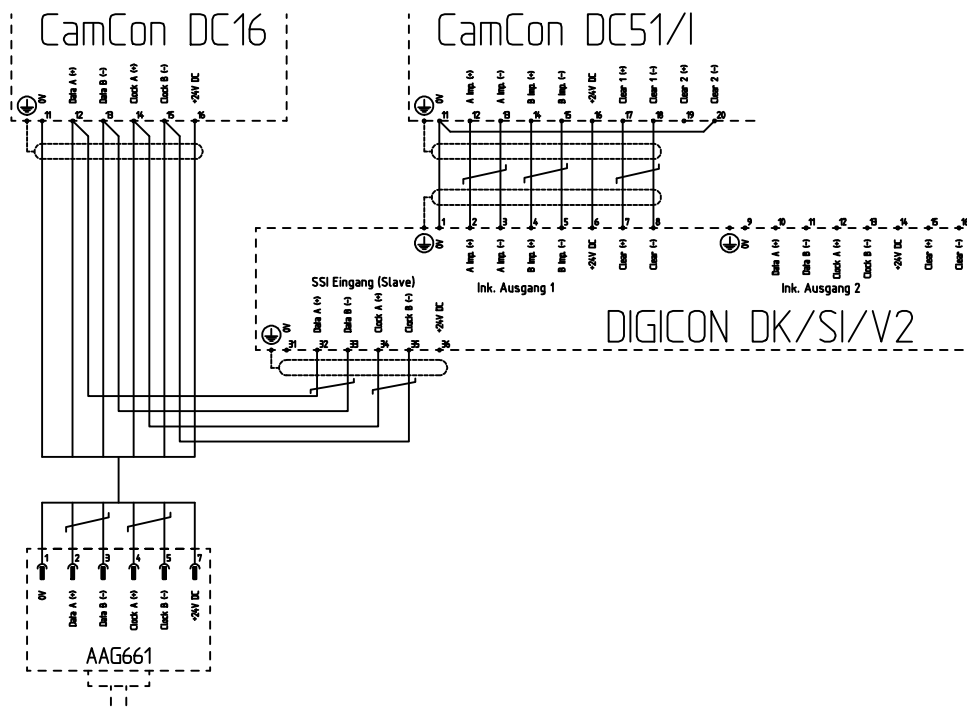 CamCon DC16
CamCon DC51/I
0V
Data A (+)
Data B (-)
Clock A (+)
Clock B (-)
+24V DC
11
12
13
14
15
16
0V
A Imp. (+)
A Imp. (-)
B Imp. (+)
B Imp. (-)
+24V DC
Clear 1 (+)
Clear 1 (-)
Clear 2 (+)
Clear 2 (-)
11
12
13
14
15
16
17
18
19
20
1
2
3
4
5
6
7
8
0V
A Imp. (+)
A Imp. (-)
B Imp. (+)
B Imp. (-)
+24V DC
Clear (+)
Clear (-)
Ink. Ausgang 1
9
10
11
12
13
14
15
16
0V
Data A (+)
Data B (-)
Clock A (+)
Clock B (-)
+24V DC
Clear (+)
Clear (-)
Ink. Ausgang 2
SSI Eingang (Slave)
0V
Data A (+)
Data B (-)
Clock A (+)
Clock B (-)
+24V DC
31
32
33
34
35
36
DIGICON DK/SI/V2
1
2
3
4
5
7
0V
Data A (+)
Data B (-)
Clock A (+)
Clock B (-)
+24V DC
AAG661